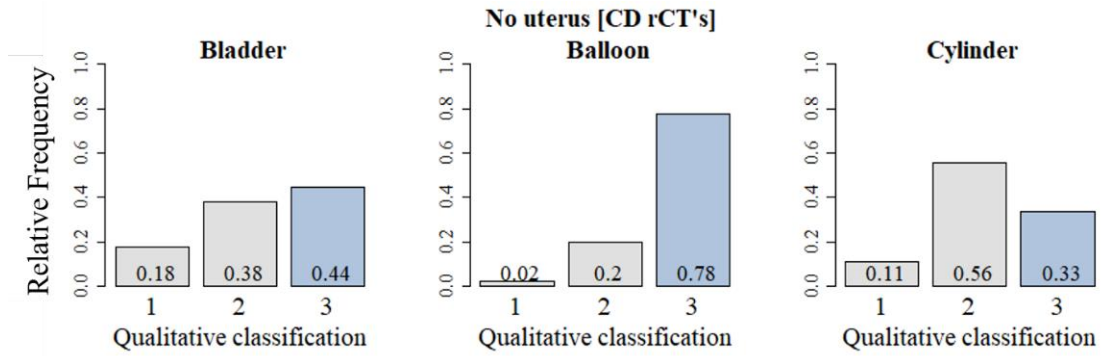 No uterus [CD rCT's]
Bladder
Balloon
Cylinder
Relative Frequency
0.0 0.2 0.4 0.6 0.8 1.0
0.18 0.38 0.44
1 2 3
Qualitative classification
0.0 0.2 0.4 0.6 0.8 1.0
0.02 0.2 0.78
1 2 3
Qualitative classification
0.0 0.2 0.4 0.6 0.8 1.0
0.11 0.56 0.33
1 2 3
Qualitative classification